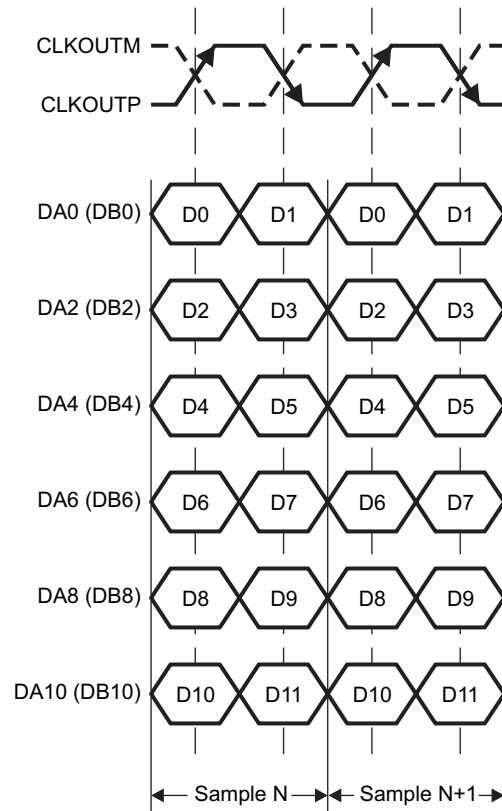 CLKOUTM
CLKOUTP
DA0 (DB0) D0 D1 D0 D1
DA2 (DB2) D2 D3 D2 D3
DA4 (DB4) D4 D5 D4 D5
DA6 (DB6) D6 D7 D6 D7
DA8 (DB8) D8 D9 D8 D9
DA10 (DB10) D10 D11 D10 D11
Sample N Sample N+1